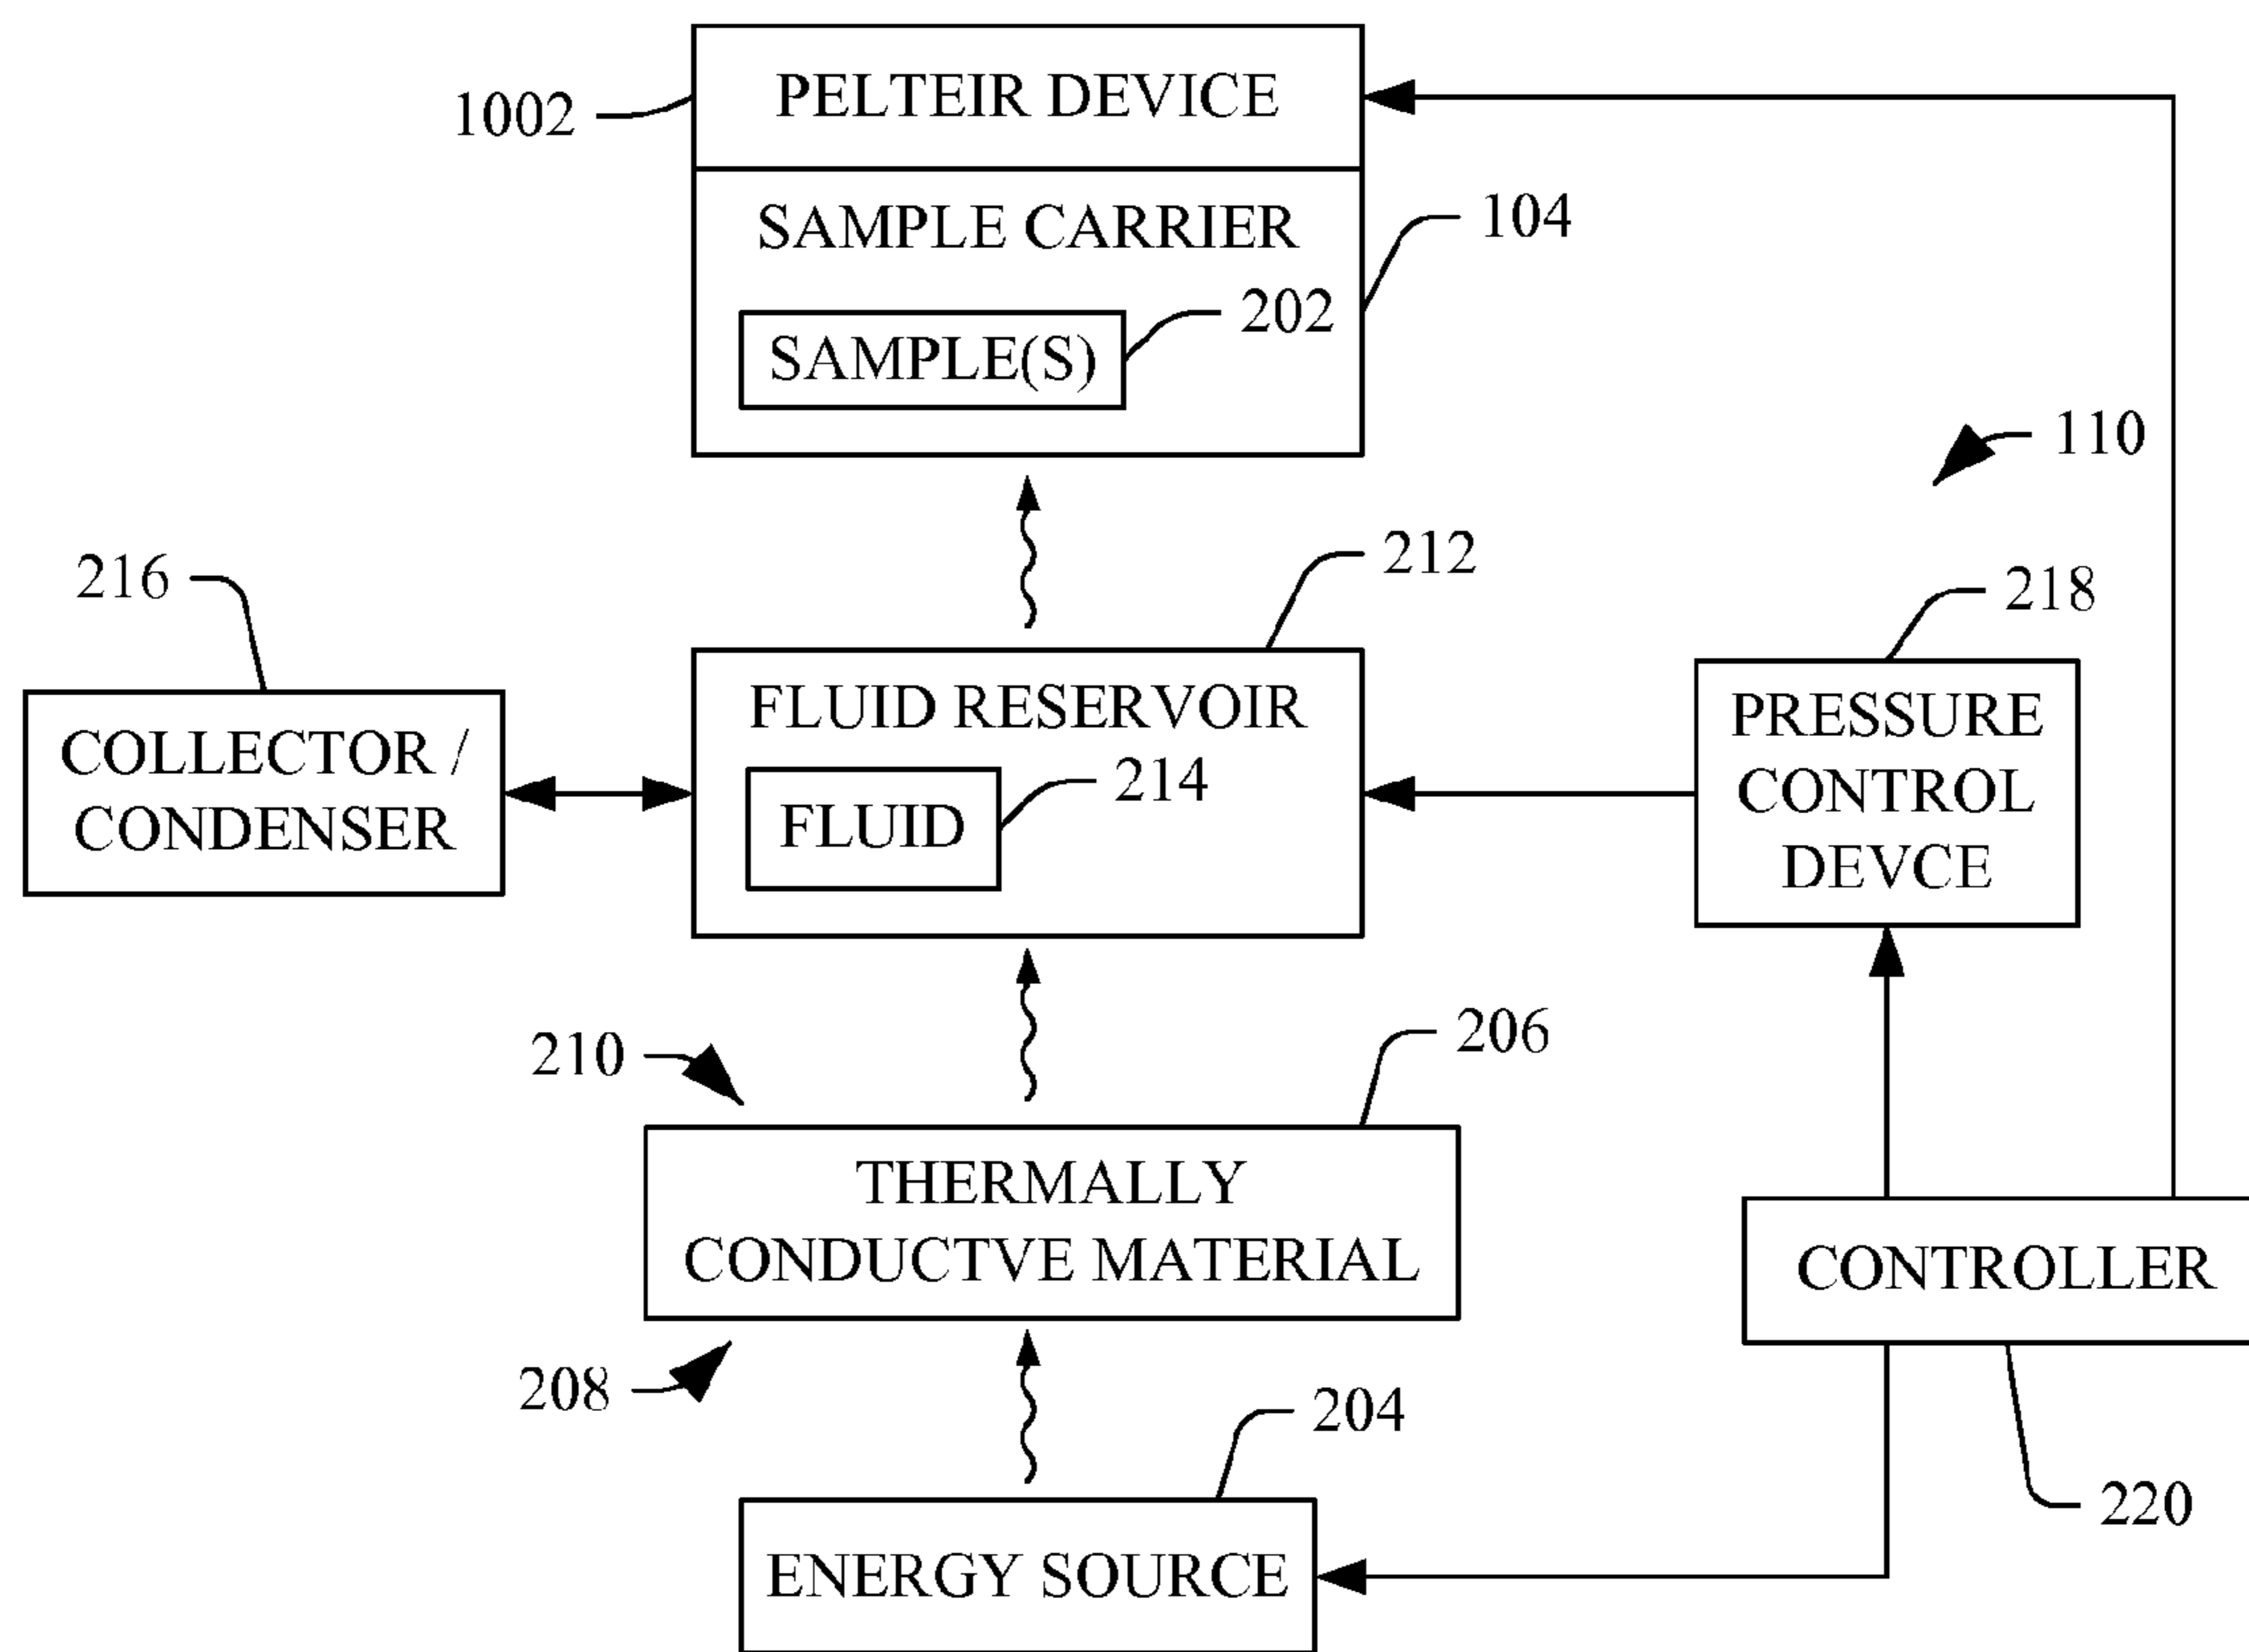 PELTEIR DEVICE
1002
SAMPLE CARRIER
104
202
SAMPLE(S)
110
212
216
218
FLUID RESERVOIR
PRESSURE
CONTROL
DEVCE
COLLECTOR /
CONDENSER
214
FLUID
206
210
THERMALLY
CONDUCTVE MATERIAL
CONTROLLER
208
204
220
ENERGY SOURCE